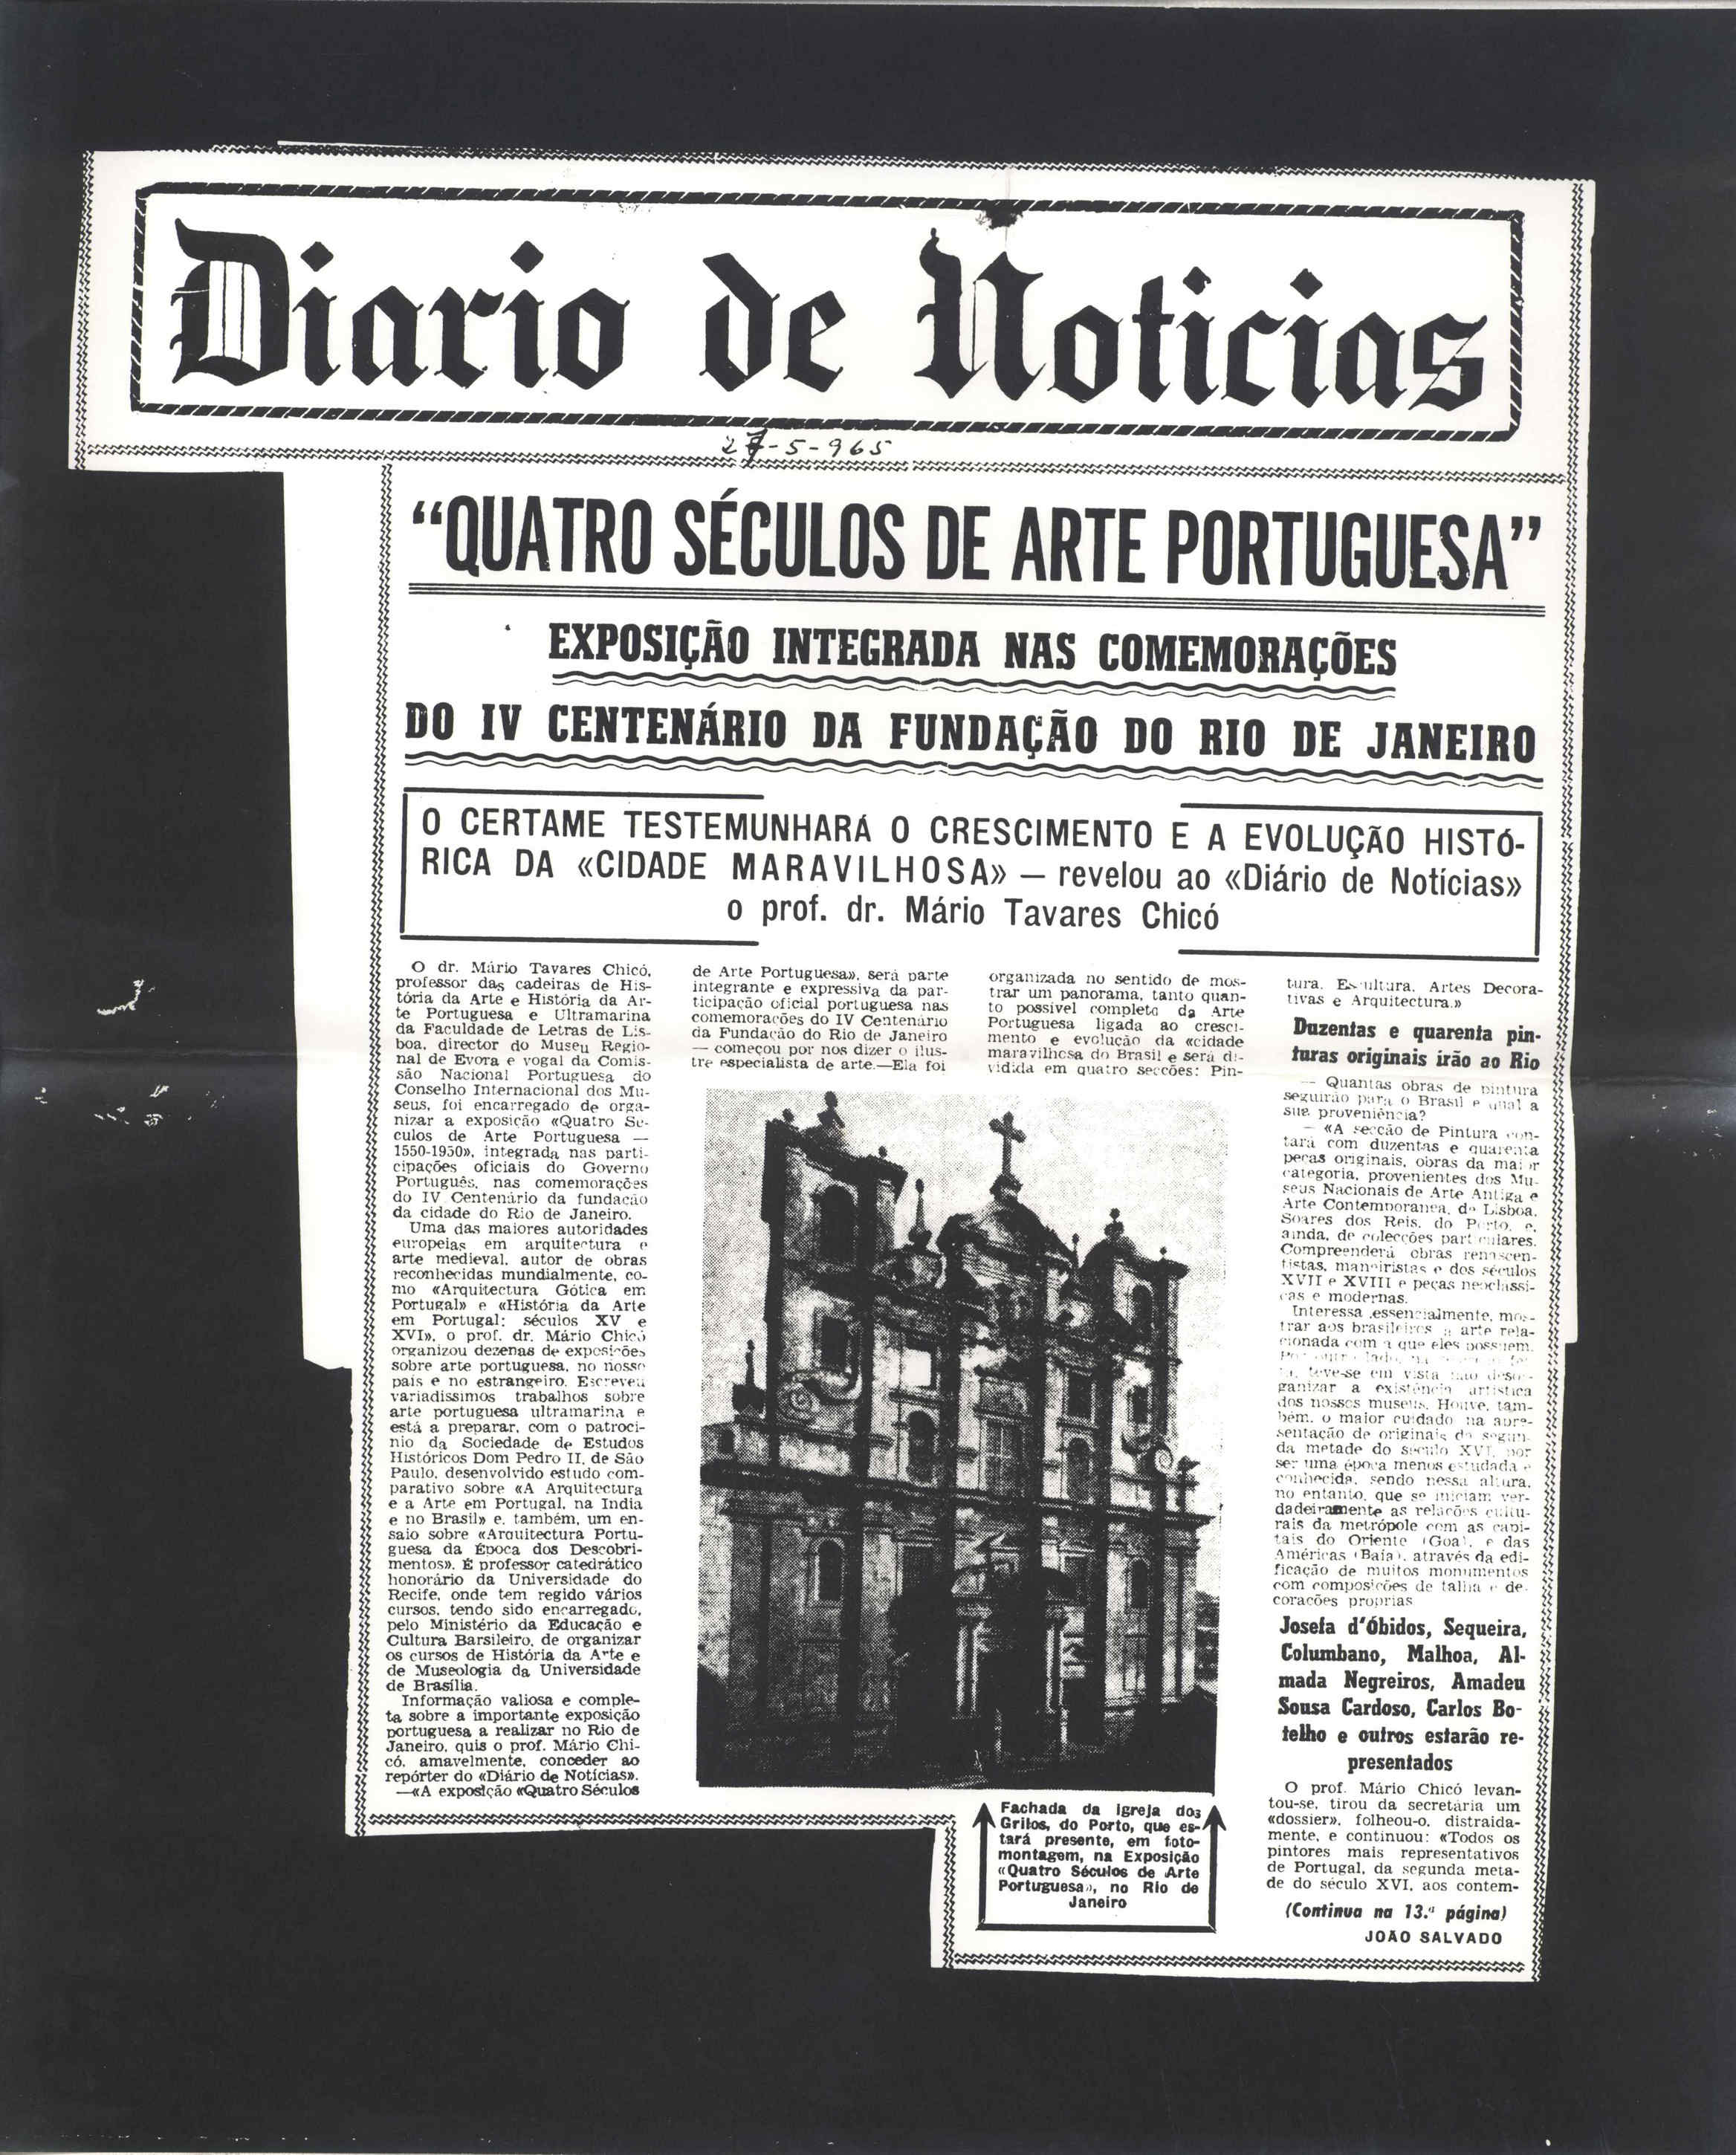 Diario de Noticias
27-5-965
“QUATRO SÉCULOS DE ARTE PORTUGUESA”
EXPOSIÇÃO INTEGRADA NAS COMEMORAÇÕES
DO IV CENTENÁRIO DA FUNDAÇÃO DO RIO DE JANEIRO
O CERTAME TESTEMUNHARÁ O CRESCIMENTO E A EVOLUÇÃO HISTÓ-
RICA DA «CIDADE MARAVILHOSA» — revelou ao «Diário de Notícias»
o prof. dr. Mário Tavares Chicó
O dr. Mário Tavares Chicó,
professor das cadeiras de His-
tória da Arte e História da Ar-
te Portuguesa e Ultramarina
da Faculdade de Letras de Lis-
boa, director do Museu Regio-
nal de Evora e vogal da Comis-
são Nacional Portuguesa do
Conselho Internacional dos Mu-
seus, foi encarregado de orga-
nizar a exposição «Quatro Se-
culos de Arte Portuguesa —
1550-1950», integrada nas parti-
cipações oficiais do Governo
Português, nas comemorações
do IV Centenário da fundação
da cidade do Rio de Janeiro.
Uma das maiores autoridades
europeias em arquitectura e
arte medieval, autor de obras
reconhecidas mundialmente, co-
mo «Arquitectura Gótica em
Portugal» e «História da Arte
em Portugal: séculos XV e
XVI», o prof. dr. Mário Chicó
organizou dezenas de exposições
sobre arte portuguesa, no nosso
país e no estrangeiro. Escreveu
variadissimos trabalhos sobre
arte portuguesa ultramarina e
está a preparar, com o patrocí-
nio da Sociedade de Estudos
Históricos Dom Pedro II, de São
Paulo, desenvolvido estudo com-
parativo sobre «A Arquitectura
e a Arte em Portugal, na India
e no Brasil» e, também, um en-
saio sobre «Arquitectura Portu-
guesa da Época dos Descobri-
mentos». É professor catedrático
honorário da Universidade do
Recife, onde tem regido vários
cursos, tendo sido encarregado,
pelo Ministério da Educação e
Cultura Barsileiro, de organizar
os cursos de História da Arte e
de Museologia da Universidade
de Brasília.
Informação valiosa e comple-
ta sobre a importante exposição
portuguesa a realizar no Rio de
Janeiro, quis o prof. Mário Chi-
có, amavelmente, conceder ao
repórter do «Diário de Notícias».
—«A exposição «Quatro Séculos
de Arte Portuguesa», será parte
integrante e expressiva da par-
ticipação oficial portuguesa nas
comemorações do IV Centenário
da Fundação do Rio de Janeiro
— começou por nos dizer o ilus-
tre especialista de arte.—Ela foi
organizada no sentido de mos-
trar um panorama, tanto quan-
to possivel completo da Arte
Portuguesa ligada ao cresci-
mento e evolução da «cidade
maravilhosa do Brasil e será di-
vidida em quatro secções: Pin-
tura, Escultura, Artes Decora-
tivas e Arquitectura.»
Duzentas e quarenta pin-
turas originais irão ao Rio
— Quantas obras de pintura
seguirão para o Brasil e qual a
sua proveniência?
— «A secção de Pintura con-
tará com duzentas e quarenta
peças originais, obras da maior
categoria, provenientes dos Mu-
seus Nacionais de Arte Antiga e
Arte Contemporanea, de Lisboa,
Soares dos Reis, do Porto, e,
ainda, de colecções particulares.
Compreenderá obras renascen-
tistas, maneiristas e dos séculos
XVII e XVIII e peças neoclassi-
cas e modernas.
Interessa essencialmente, mos-
trar aos brasileiros a arte rela-
cionada com a que eles possuem.
Por outro lado, na
teve-se em vista não desor-
ganizar a existência artística
dos nossos museus. Houve, tam-
bém, o maior cuidado na apre-
sentação de originais da segun-
da metade do século XVI, por
ser uma época menos estudada e
conhecida, sendo nessa altura,
no entanto, que se iniciam ver-
dadeiramente as relações cultu-
rais da metrópole com as capi-
tais do Oriente (Goa), e das
Américas (Baía), através da edi-
ficação de muitos monumentos
com composições de talha e de-
corações proprias
Josefa d'Óbidos, Sequeira,
Columbano, Malhoa, Al-
mada Negreiros, Amadeu
Sousa Cardoso, Carlos Bo-
telho e outros estarão re-
presentados
O prof. Mário Chicó levan-
tou-se, tirou da secretária um
«dossier», folheou-o, distraida-
mente, e continuou: «Todos os
pintores mais representativos
de Portugal, da segunda meta-
de do século XVI, aos contem-
(Continua na 13.ª página)
JOÃO SALVADO
Fachada da igreja dos
Grilos, do Porto, que es-
tará presente, em foto-
montagem, na Exposição
«Quatro Séculos de Arte
Portuguesa», no Rio de
Janeiro